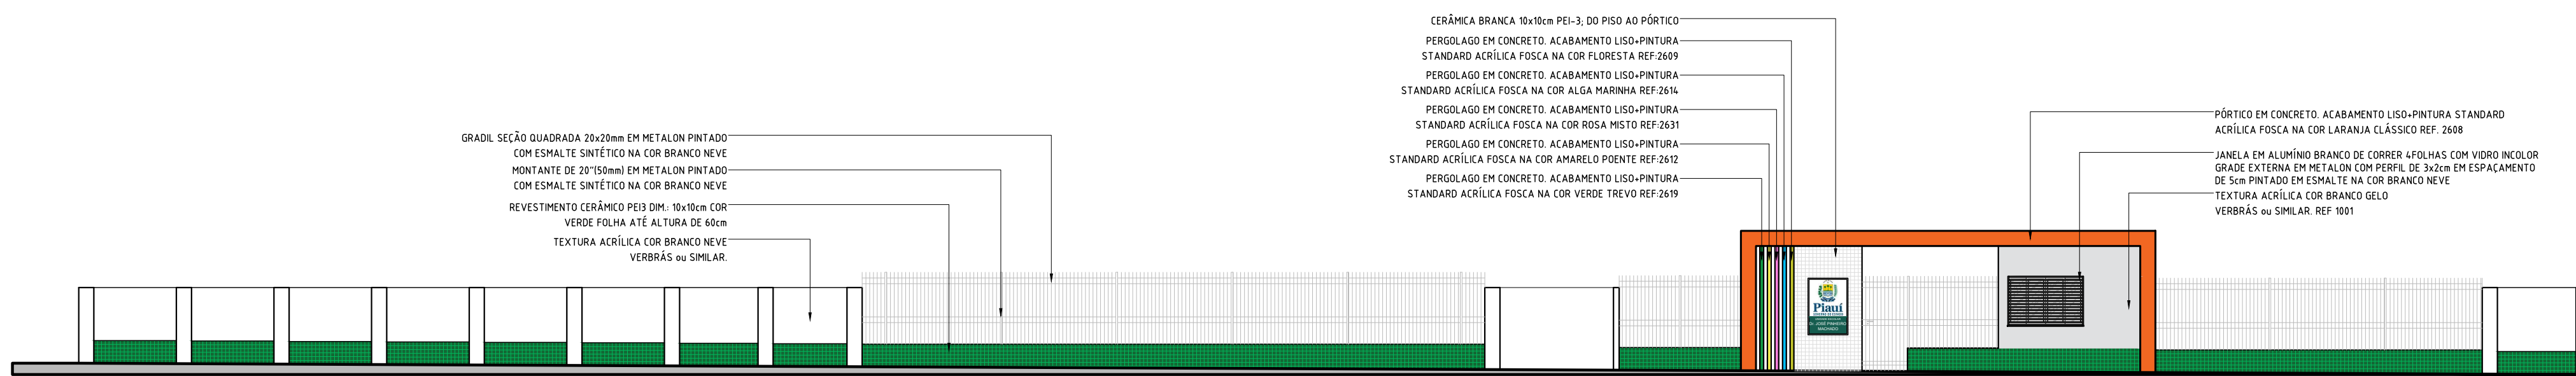 GRADIL SEÇÃO QUADRADA 20x20mm EM METALON PINTADO
COM ESMALTE SINTÉTICO NA COR BRANCO NEVE
MONTANTE DE 20"(50mm) EM METALON PINTADO
COM ESMALTE SINTÉTICO NA COR BRANCO NEVE
REVESTIMENTO CERÂMICO PEI3 DIM.: 10x10cm COR
VERDE FOLHA ATÉ ALTURA DE 60cm
TEXTURA ACRÍLICA COR BRANCO NEVE
VERBRÁS ou SIMILAR.
CERÂMICA BRANCA 10x10cm PEI-3; DO PISO AO PÓRTICO
PERGOLAGO EM CONCRETO. ACABAMENTO LISO+PINTURA
STANDARD ACRÍLICA FOSCA NA COR FLORESTA REF:2609
PERGOLAGO EM CONCRETO. ACABAMENTO LISO+PINTURA
STANDARD ACRÍLICA FOSCA NA COR ALGA MARINHA REF:2614
PERGOLAGO EM CONCRETO. ACABAMENTO LISO+PINTURA
STANDARD ACRÍLICA FOSCA NA COR ROSA MISTO REF:2631
PERGOLAGO EM CONCRETO. ACABAMENTO LISO+PINTURA
STANDARD ACRÍLICA FOSCA NA COR AMARELO POENTE REF:2612
PERGOLAGO EM CONCRETO. ACABAMENTO LISO+PINTURA
STANDARD ACRÍLICA FOSCA NA COR VERDE TREVO REF:2619
PÓRTICO EM CONCRETO. ACABAMENTO LISO+PINTURA STANDARD
ACRÍLICA FOSCA NA COR LARANJA CLÁSSICO REF. 2608
JANELA EM ALUMÍNIO BRANCO DE CORRER 4FOLHAS COM VIDRO INCOLOR
GRADE EXTERNA EM METALON COM PERFIL DE 3x2cm EM ESPAÇAMENTO
DE 5cm PINTADO EM ESMALTE NA COR BRANCO NEVE
TEXTURA ACRÍLICA COR BRANCO GELO
VERBRÁS ou SIMILAR. REF 1001
Piauí
GOVERNO DO ESTADO
UNIDADE ESCOLAR
Dr. JOSÉ PINHEIRO
MACHADO